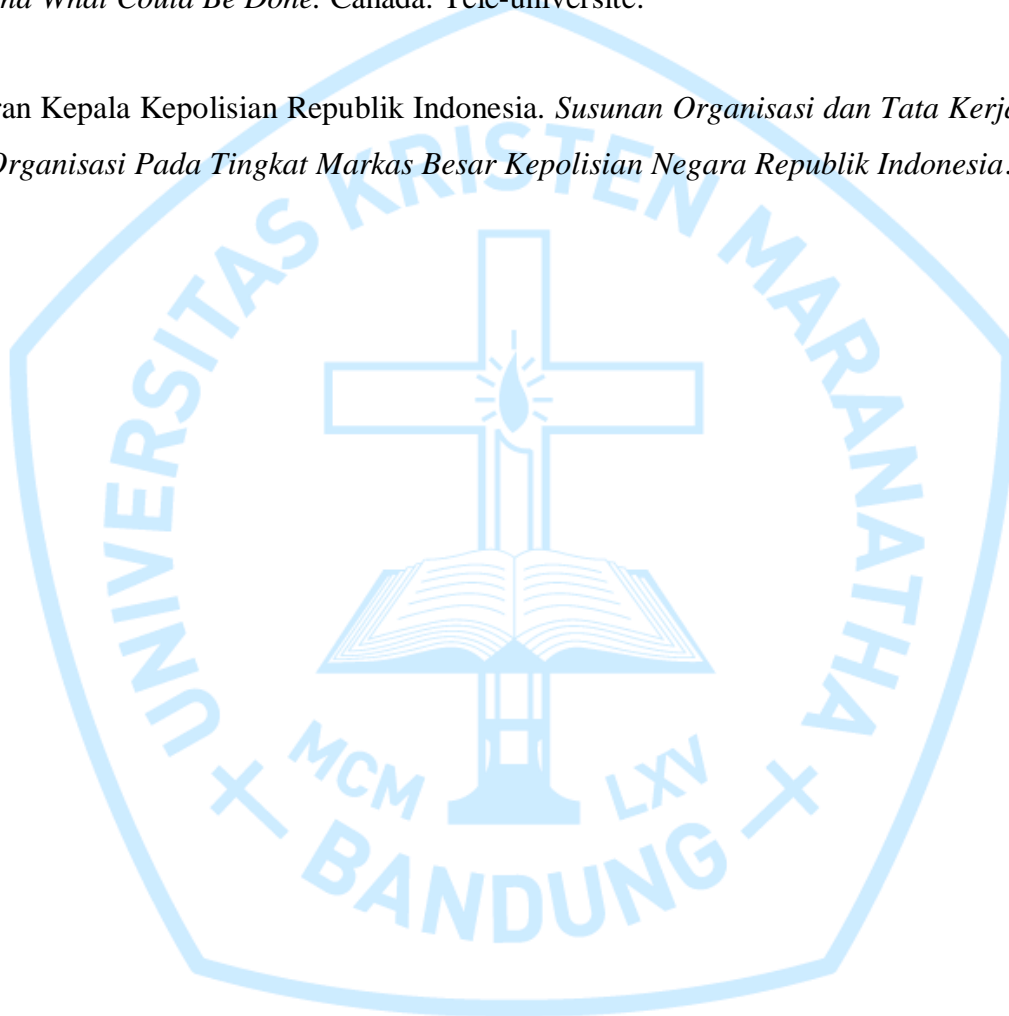 What Could Be Done. Canada. Tele-universite.
ran Kepala Kepolisian Republik Indonesia. Susunan Organisasi dan Tata Kerja
Organisasi Pada Tingkat Markas Besar Kepolisian Negara Republik Indonesia.
UNIVERSITAS KRISTEN MARANATHA
MCM LXV
BANDUNG